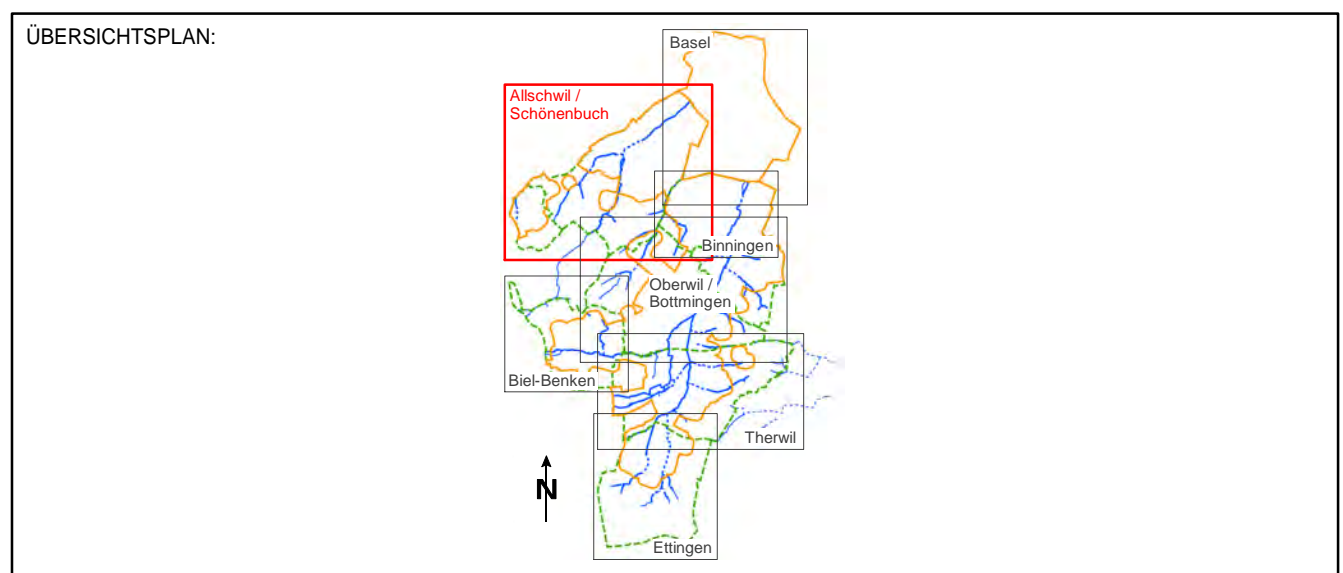 ÜBERSICHTSPLAN:
Basel
Allschwil /
Schönenbuch
Binningen
Oberwil /
Bottmingen
Biel-Benken
Therwil
N
Ettingen